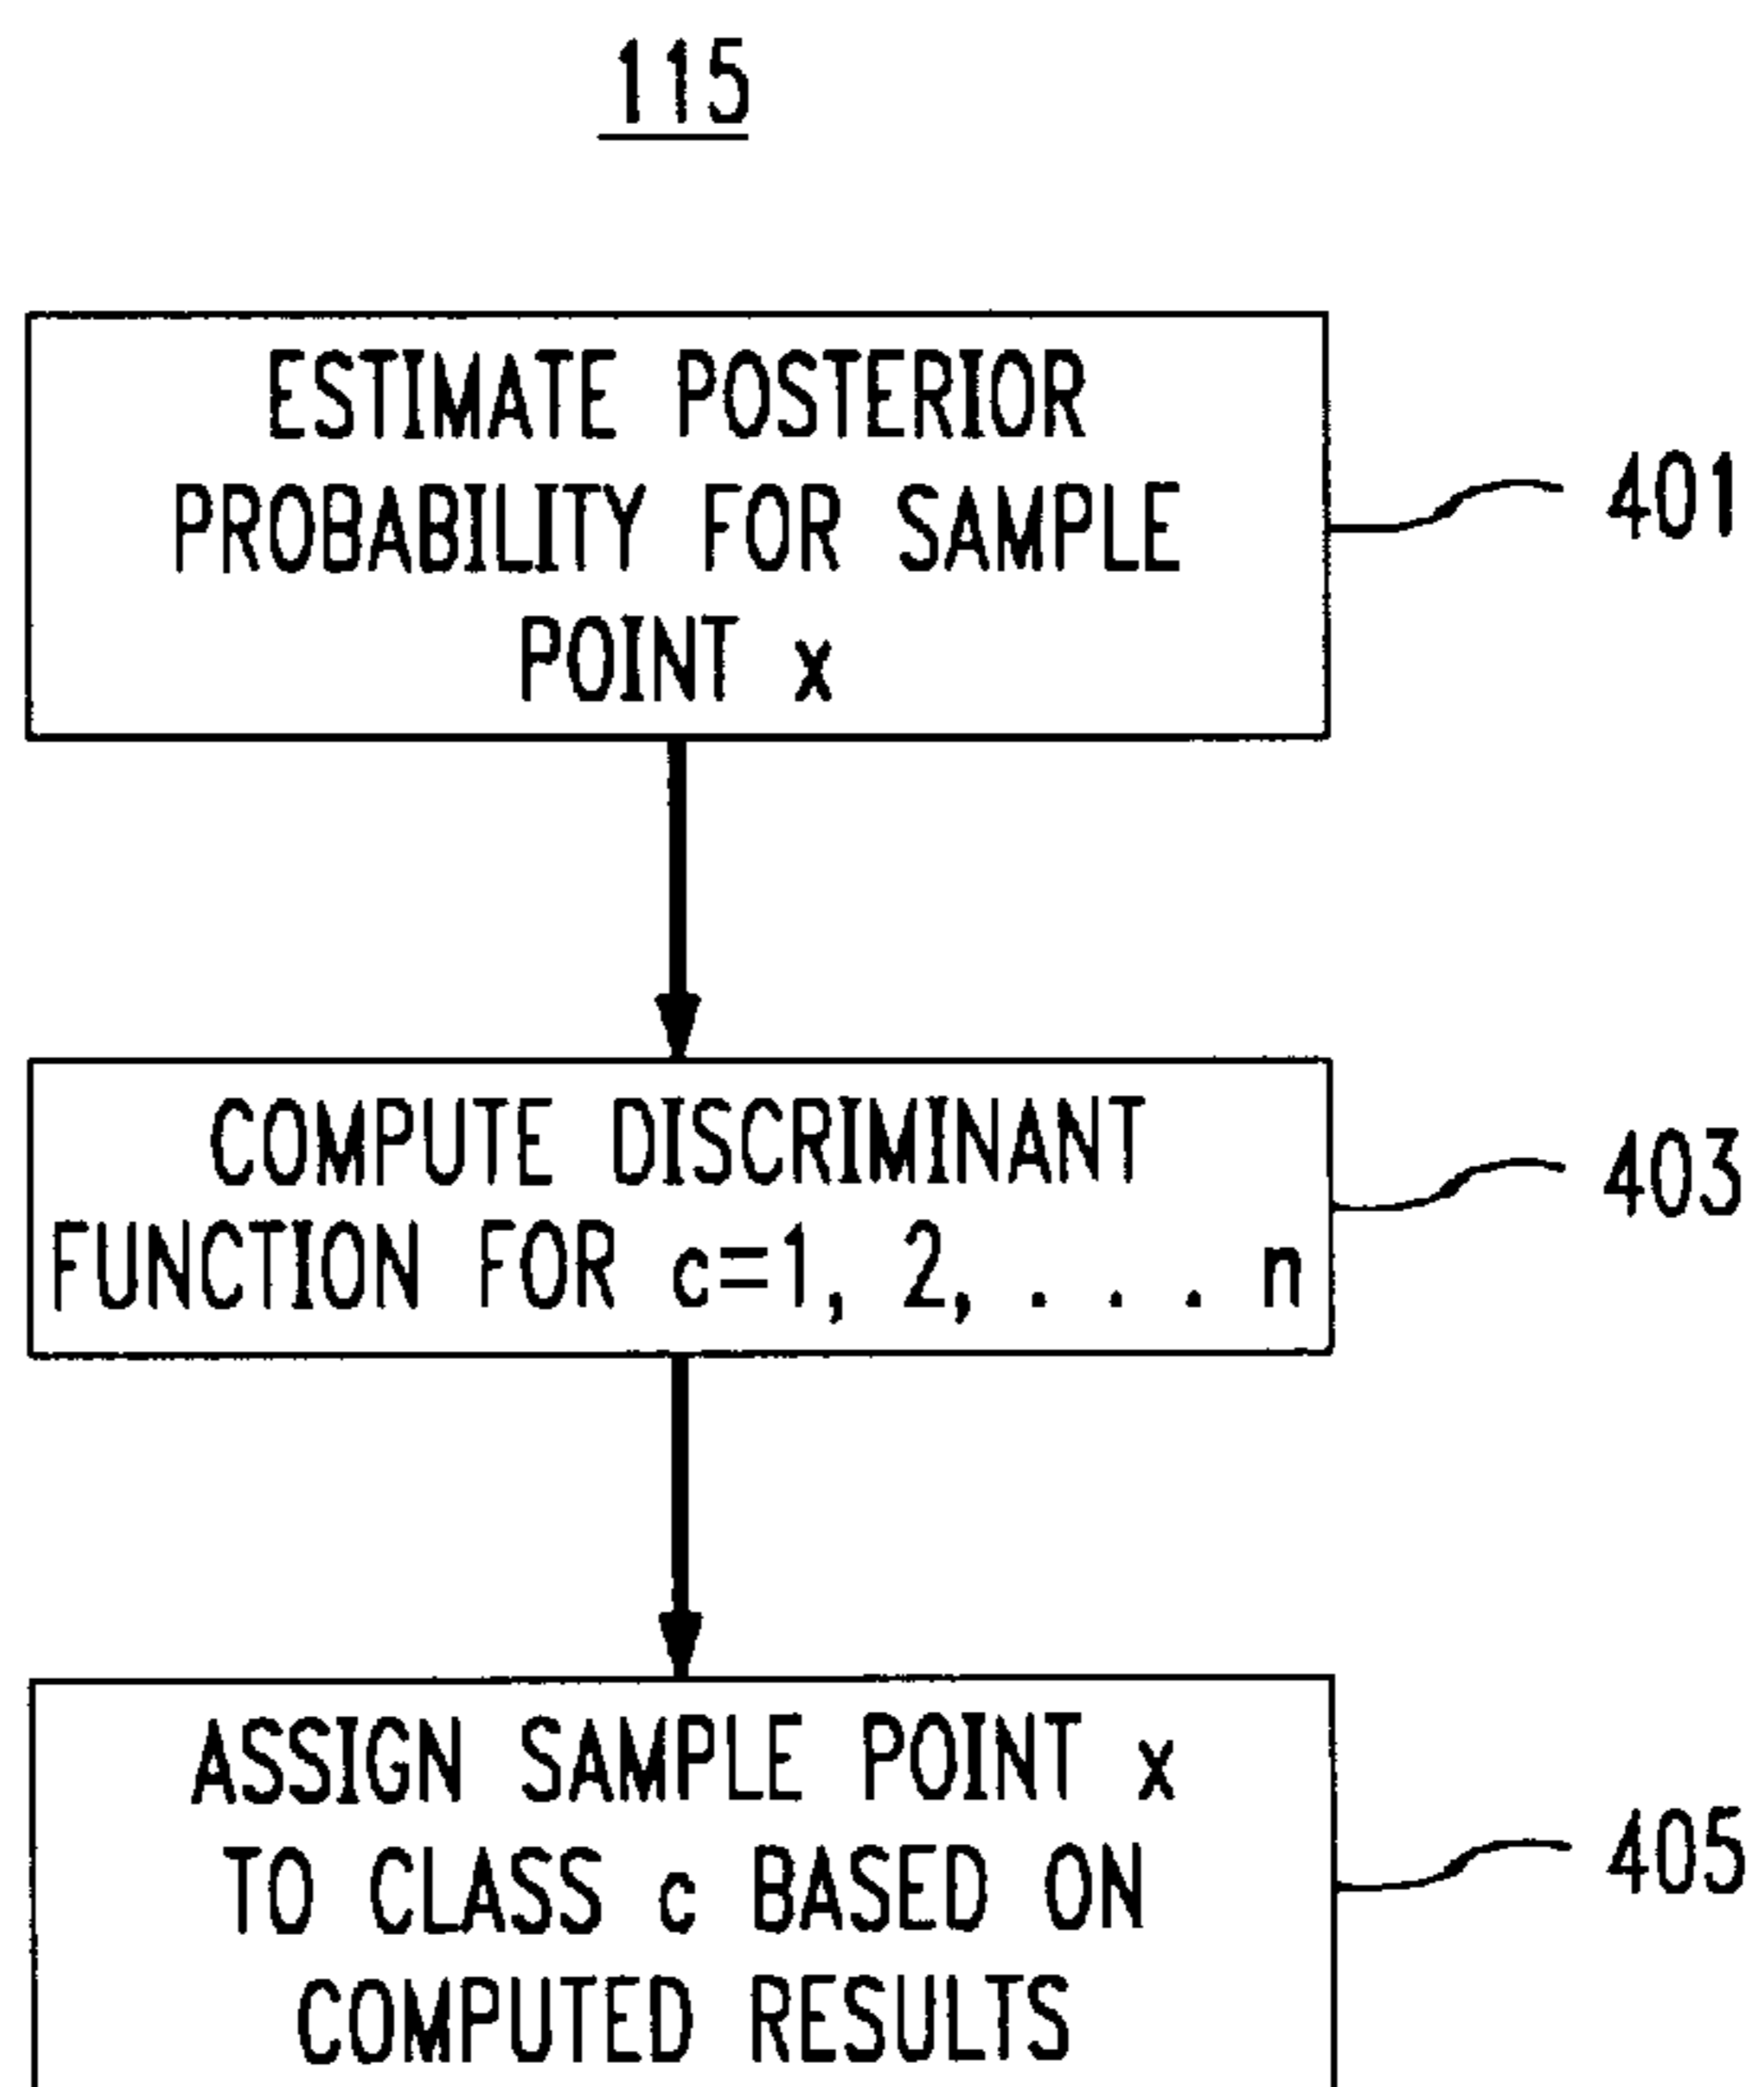 115
ESTIMATE POSTERIOR
PROBABILITY FOR SAMPLE
POINT x
401
COMPUTE DISCRIMINANT
FUNCTION FOR c=1, 2, . . . n
403
ASSIGN SAMPLE POINT x
TO CLASS c BASED ON
COMPUTED RESULTS
405